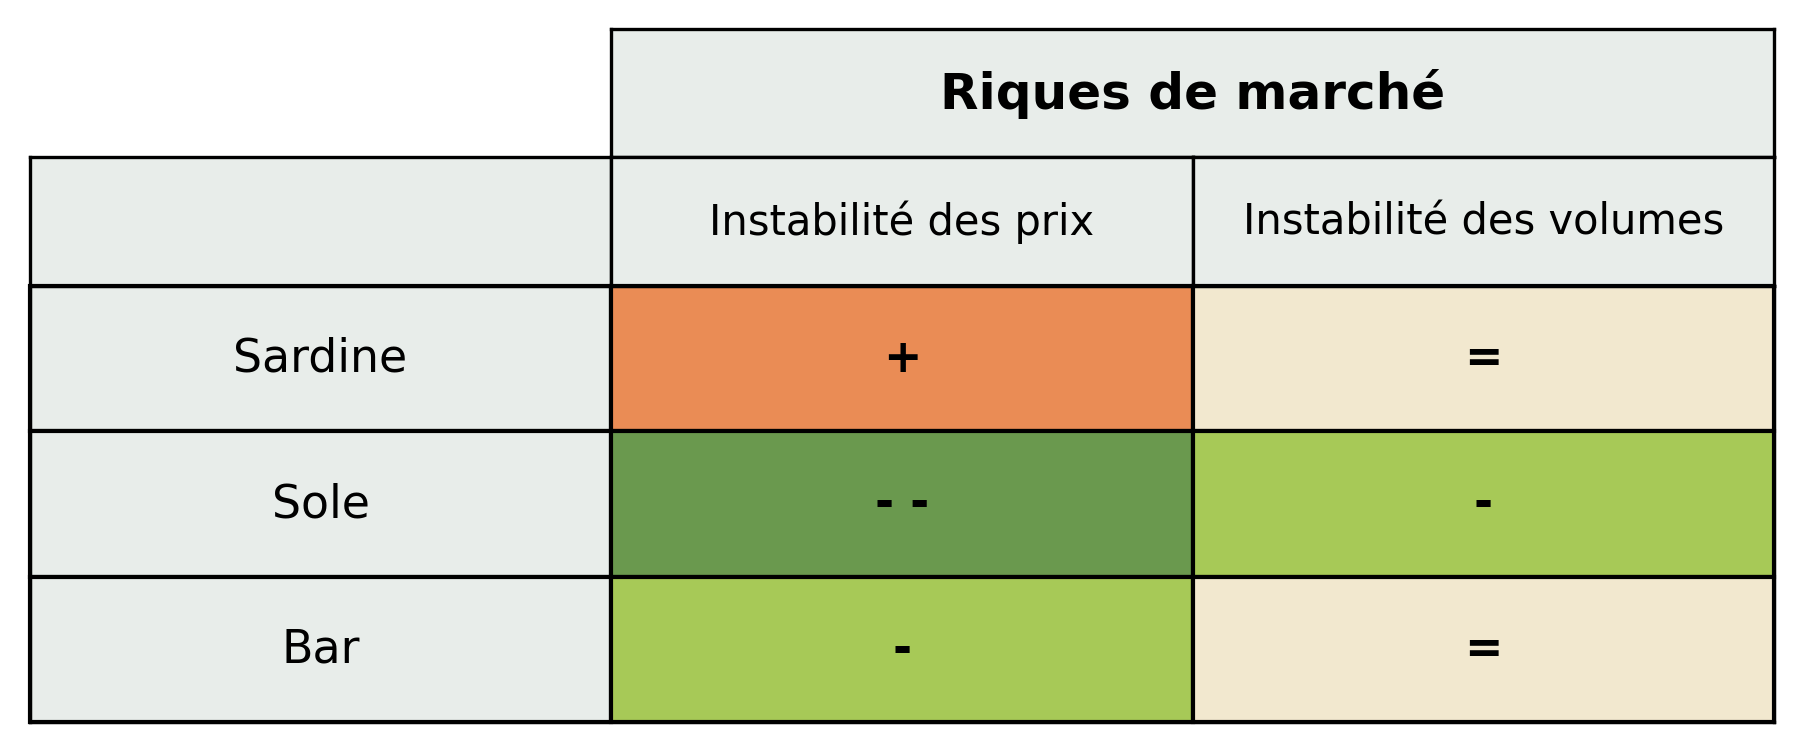 Riques de marché
Instabilité des prix Instabilité des volumes
Sardine + =
Sole - - -
Bar - =